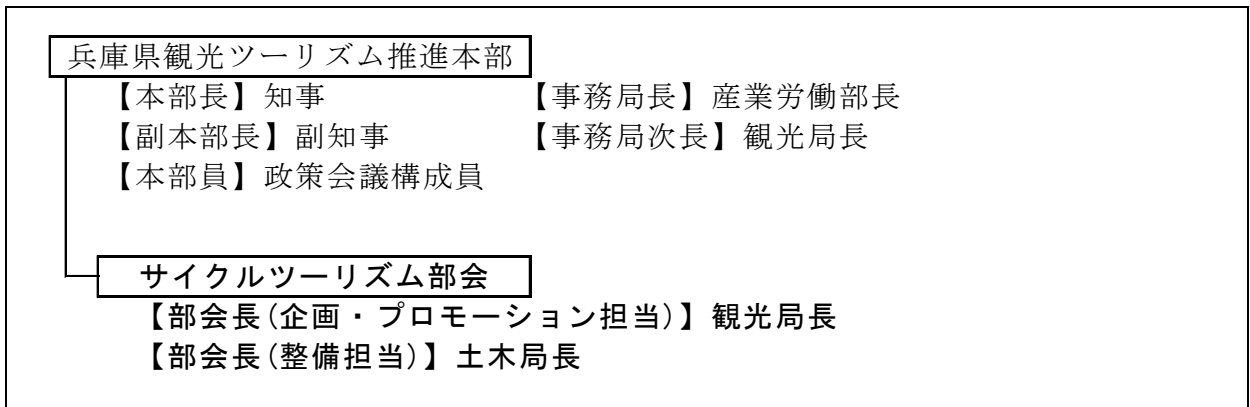 兵庫県観光ツーリズム推進本部
【本部長】知事　【事務局長】産業労働部長
【副本部長】副知事　【事務局次長】観光局長
【本部員】政策会議構成員
サイクルツーリズム部会
【部会長(企画・プロモーション担当)】観光局長
【部会長(整備担当)】土木局長